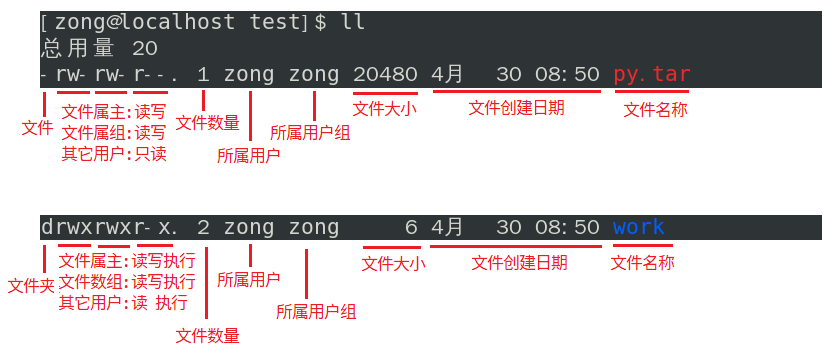 [zong@localhost test]$ ll
总用量 20
-rw-rw-r--. 1 zong zong 20480 4月 30 08:50 py.tar
文件
文件属主:读写
文件属组:读写
其它用户:只读
文件数量
所属用户
所属用户组
文件大小
文件创建日期
文件名称
drwxrwxr-x. 2 zong zong 6 4月 30 08:50 work
文件夹
文件属主:读写执行
文件数组:读写执行
其它用户:读 执行
文件数量
所属用户
所属用户组
文件大小
文件创建日期
文件名称